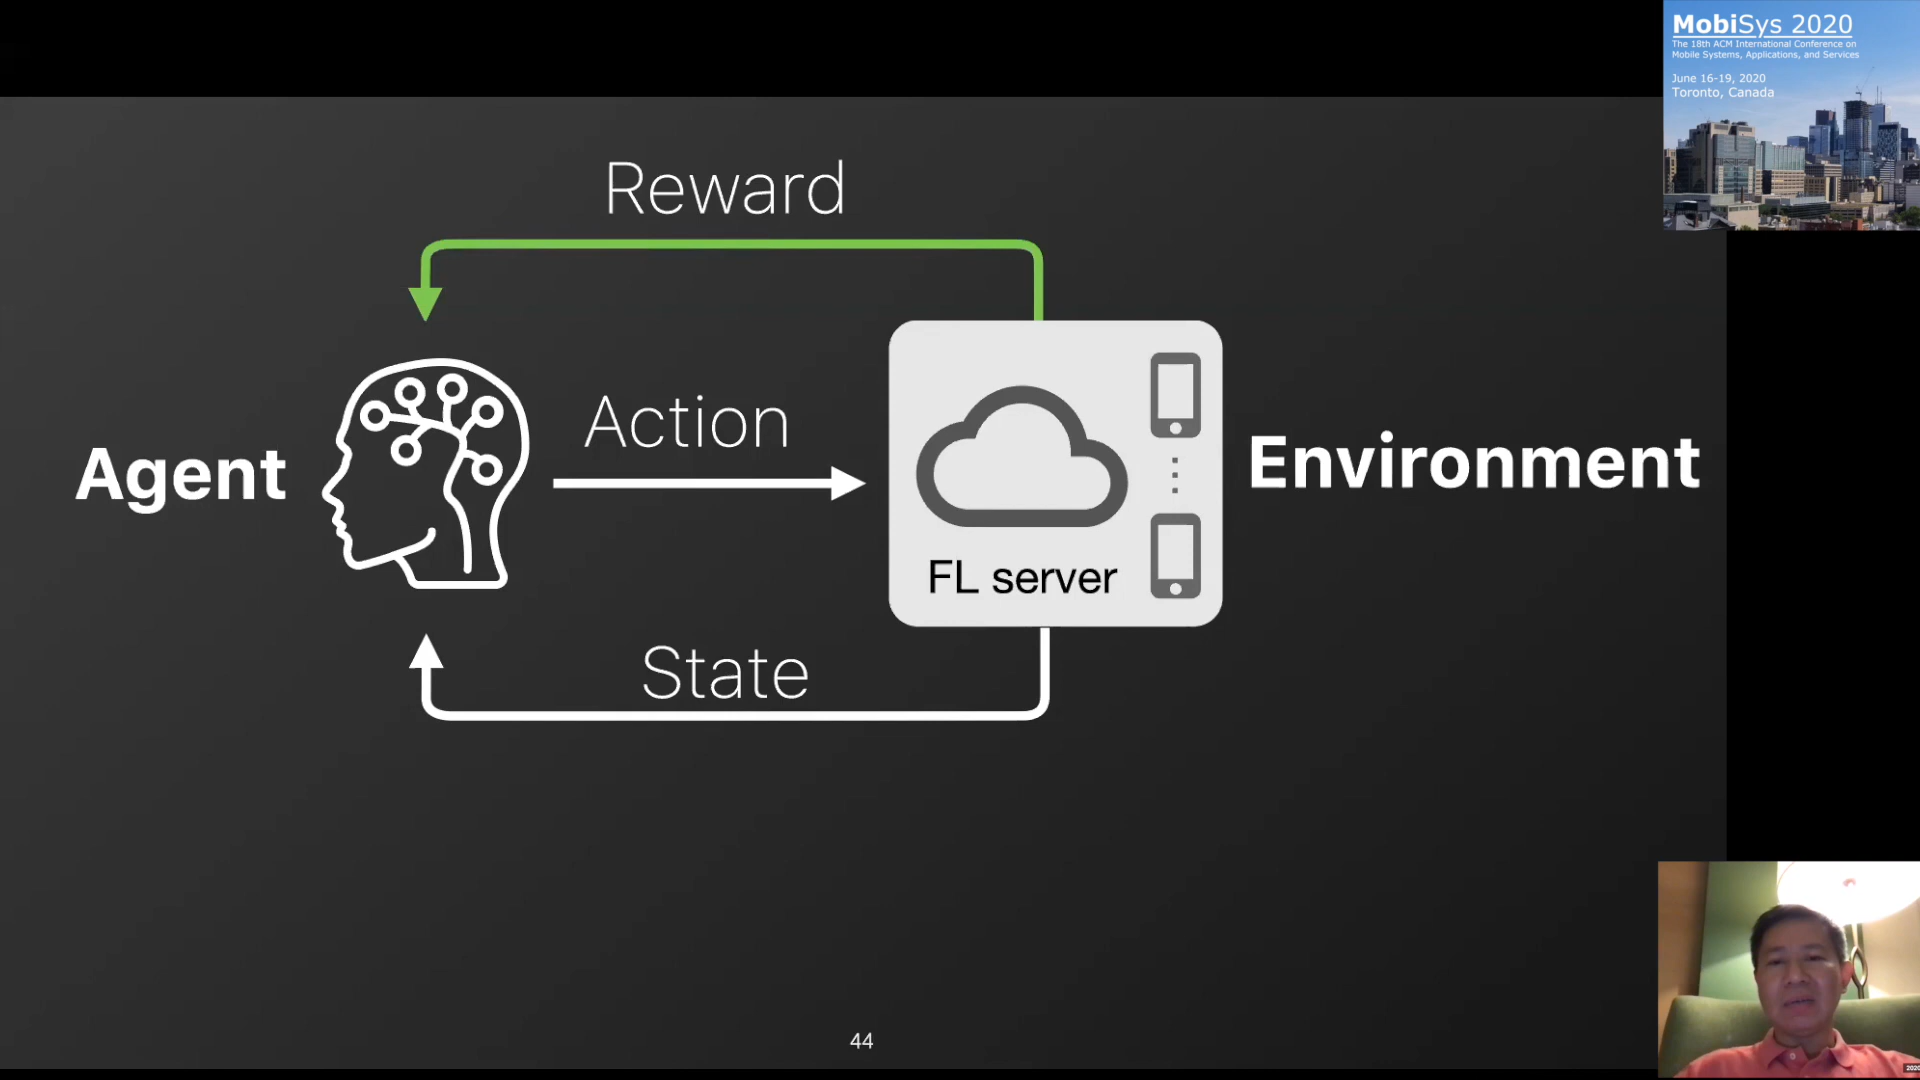 MobiSys 2020
The 18th ACM International Conference on
Mobile Systems, Applications, and Services
June 16-19, 2020
Toronto, Canada
Reward
Action
Agent
Environment
FL server
State
44